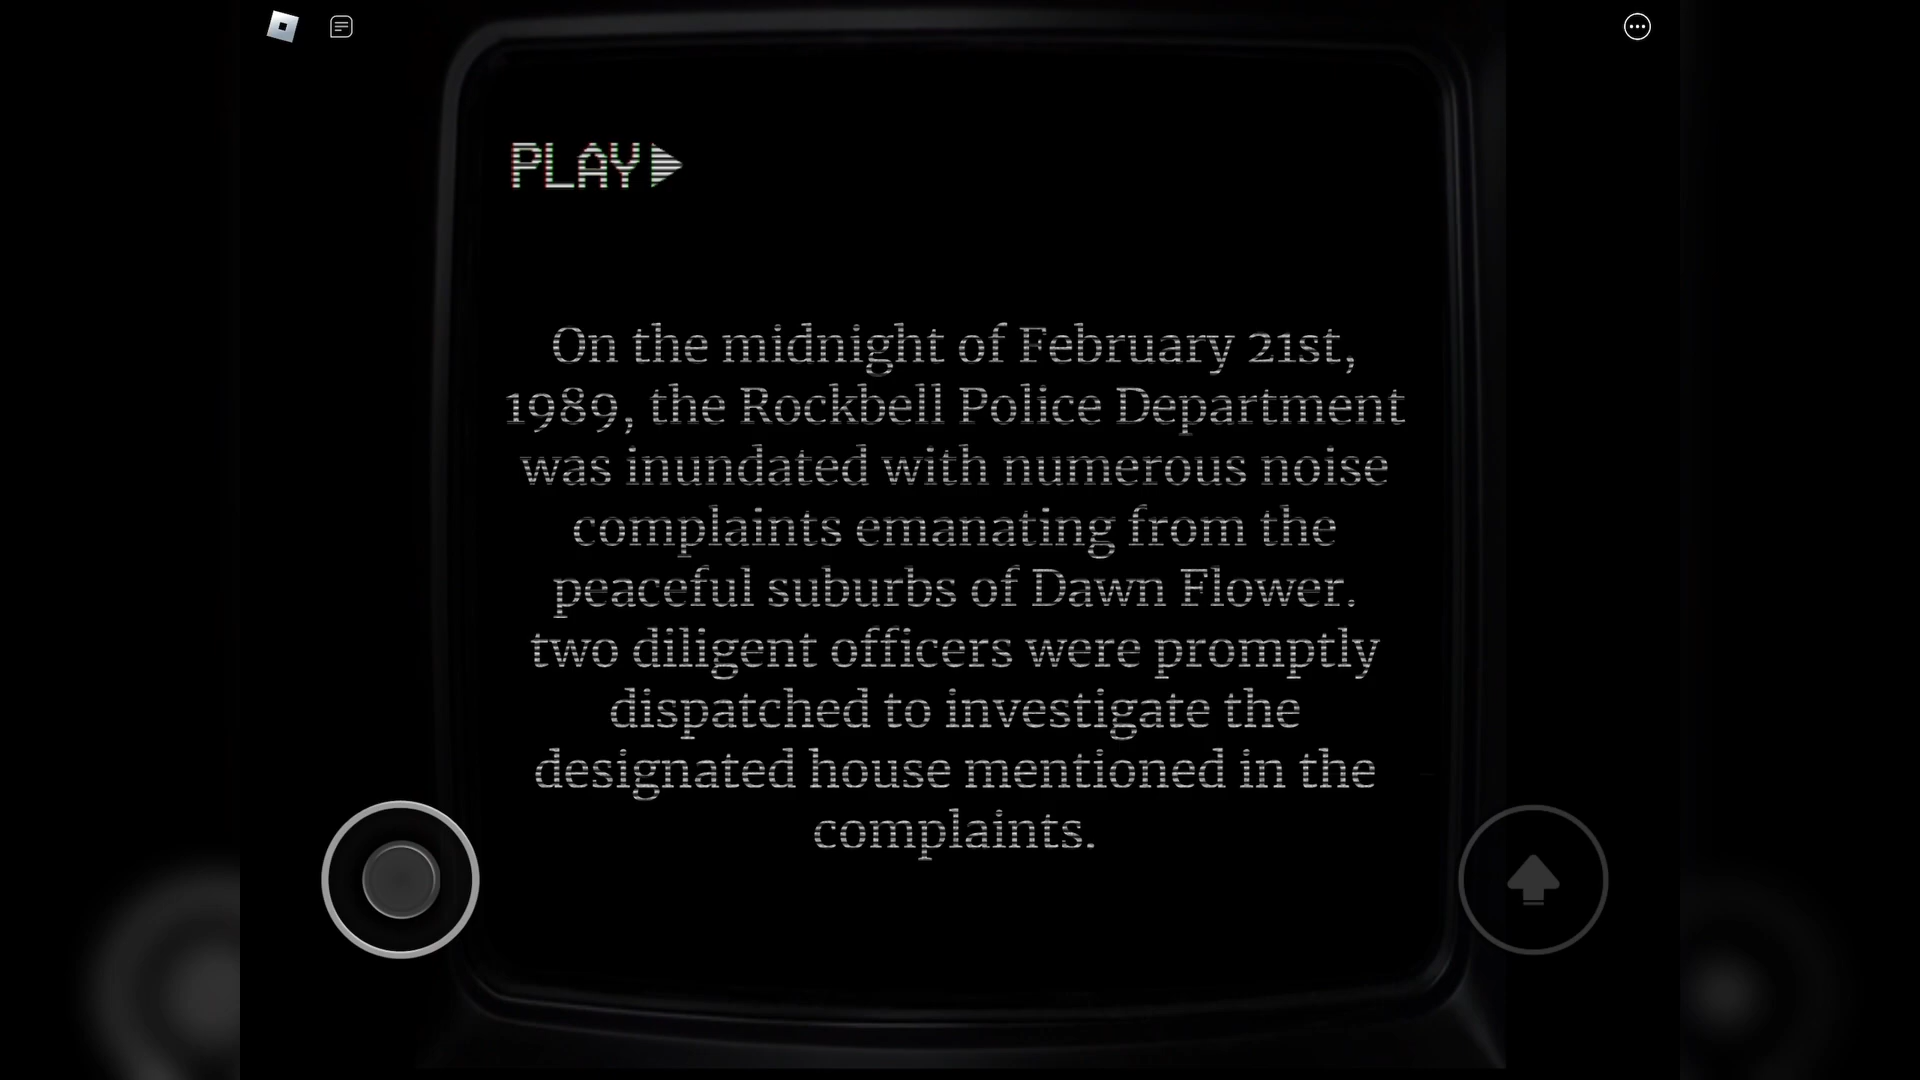 PLAY
On the midnight of February 21st,
1989, the Rockbell Police Department
was inundated with numerous noise
complaints emanating from the
peaceful suburbs of Dawn Flower.
two diligent officers were promptly
dispatched to investigate the
designated house mentioned in the
complaints.